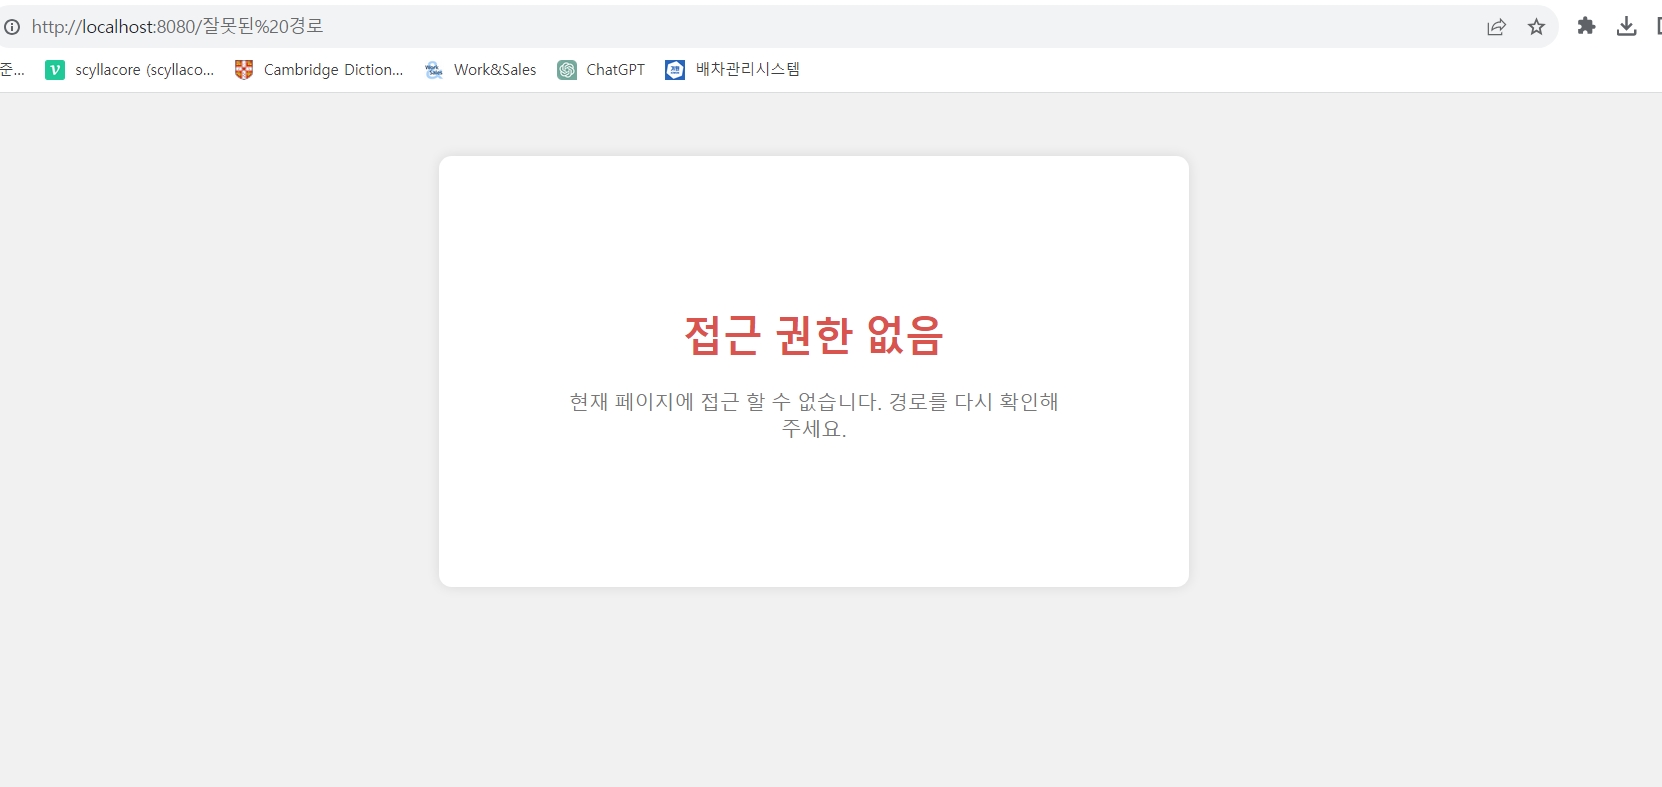 http://localhost:8080/잘못된%20경로
준... scyllacore (scyllaco... Cambridge Diction... Work&Sales ChatGPT 배차관리시스템
접근 권한 없음
현재 페이지에 접근 할 수 없습니다. 경로를 다시 확인해
주세요.